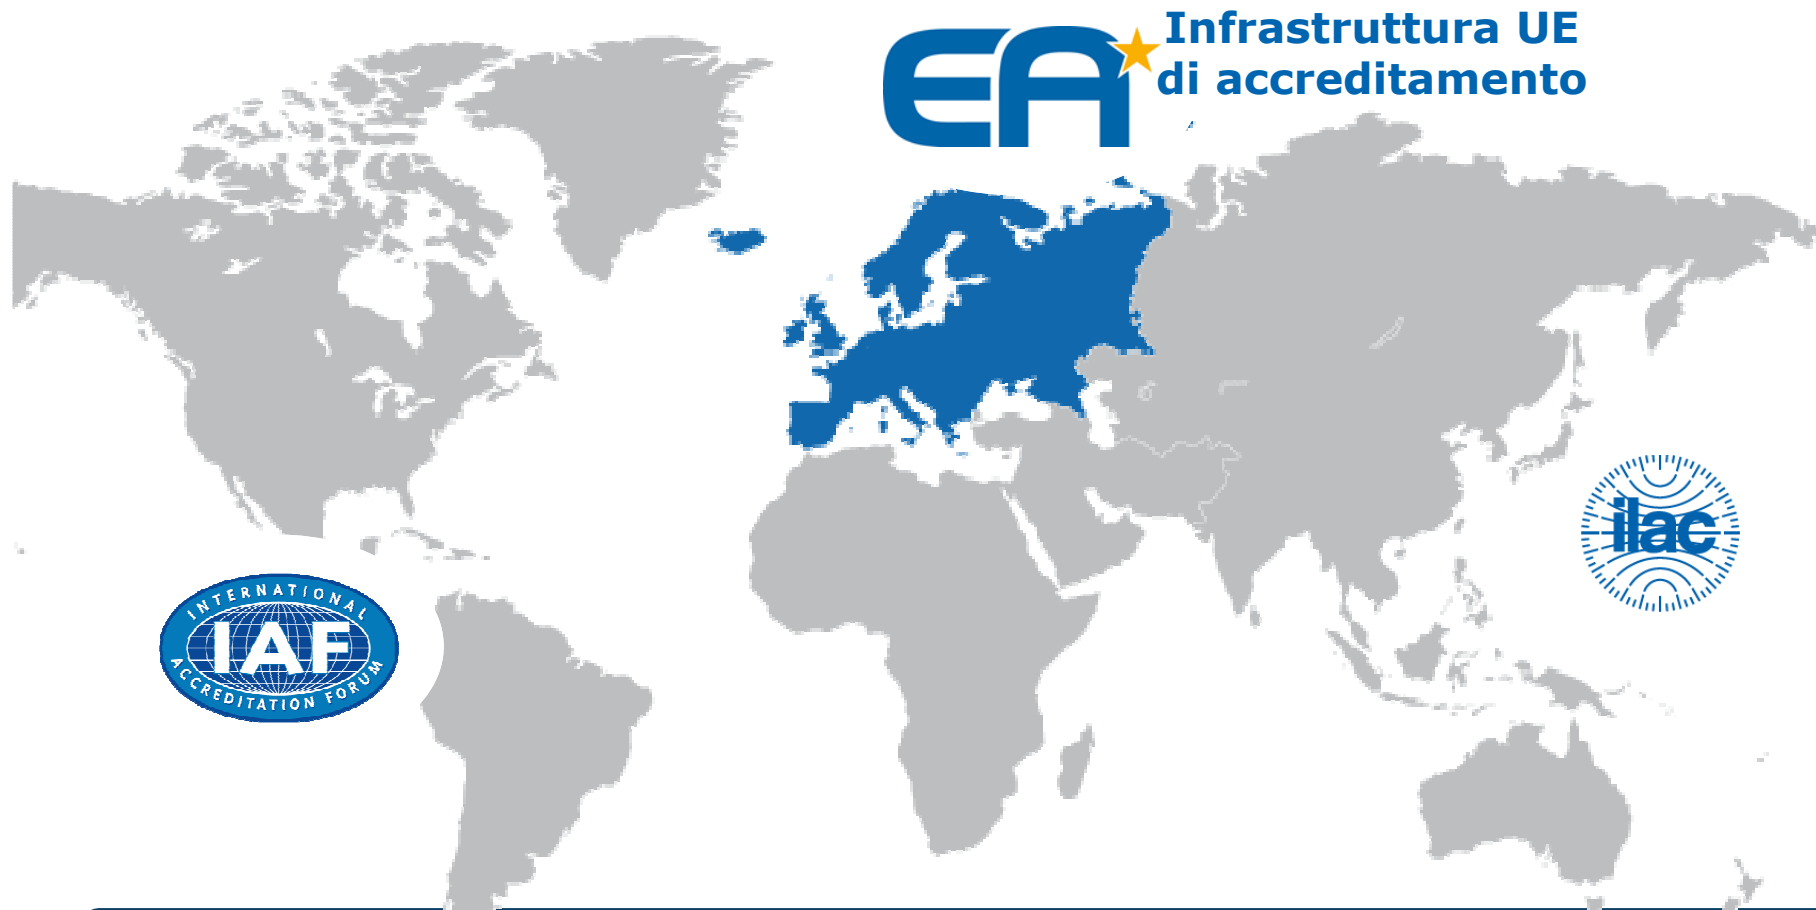 EA
Infrastruttura UE
di accreditamento
ilac
INTERNATIONAL
IAF
ACCREDITATION FORUM